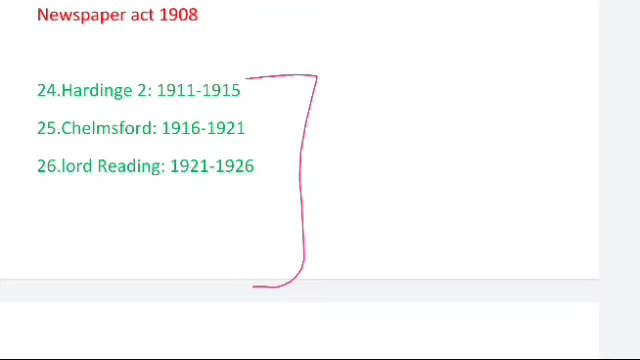 Newspaper act 1908
24.Hardinge 2: 1911-1915
25.Chelmsford: 1916-1921
26.lord Reading: 1921-1926